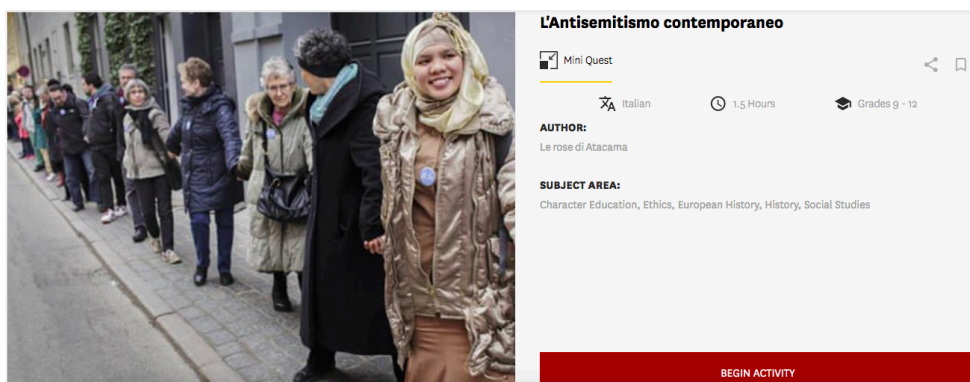 L'Antisemitismo contemporaneo
Mini Quest
Italian
1.5 Hours
Grades 9 - 12
AUTHOR:
Le rose di Atacama
SUBJECT AREA:
Character Education, Ethics, European History, History, Social Studies
BEGIN ACTIVITY